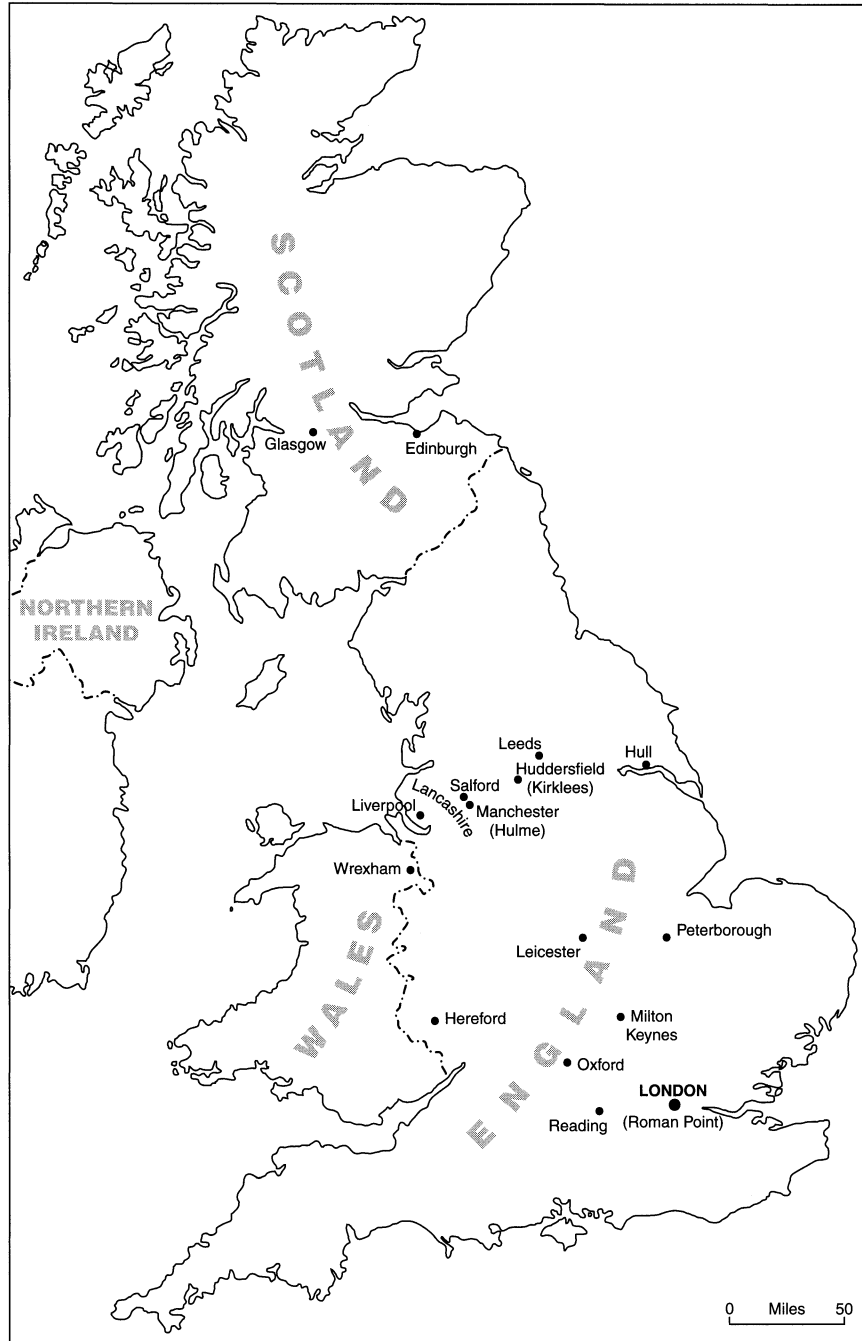 SCOTLAND
Glasgow
Edinburgh
NORTHERN
IRELAND
Leeds
Hull
Huddersfield
(Kirklees)
Salford
Lancashire
Liverpool
Manchester
(Hulme)
Wrexham
WALES
ENGLAND
Leicester
Peterborough
Hereford
Milton
Keynes
Oxford
LONDON
(Roman Point)
Reading
0 Miles 50